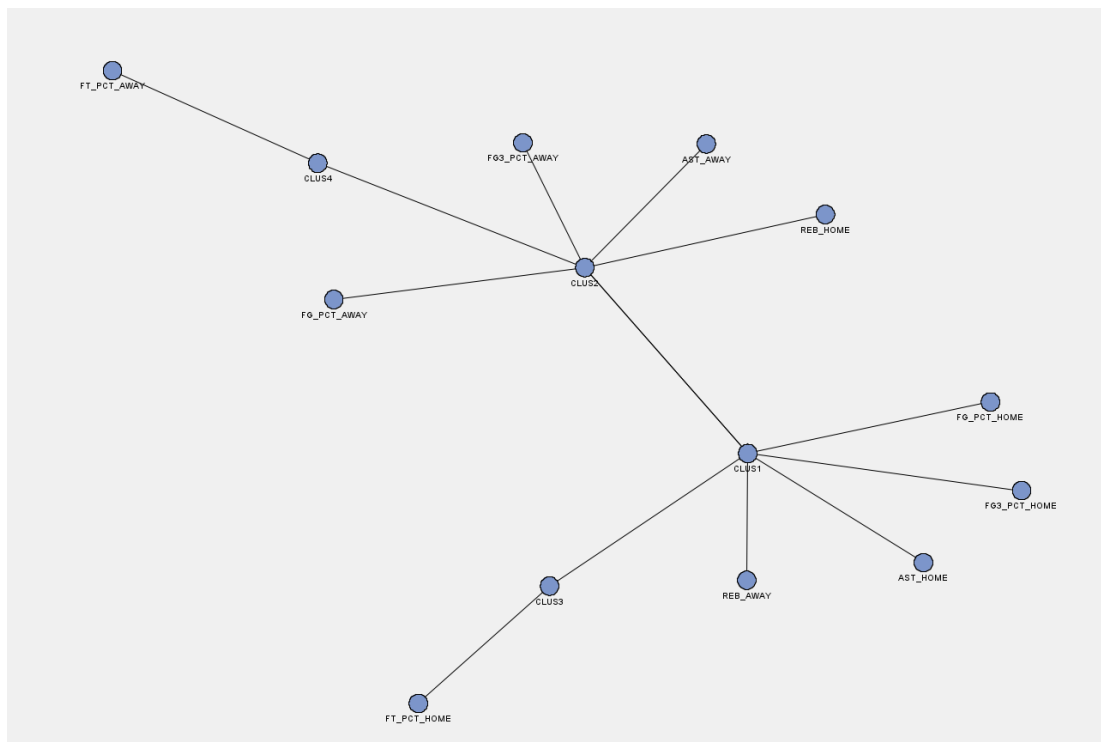 FT_PCT_AWAY
FG3_PCT_AWAY
AST_AWAY
CLUS4
REB_HOME
CLUS2
FG_PCT_AWAY
FG_PCT_HOME
CLUS1
FG3_PCT_HOME
AST_HOME
REB_AWAY
CLUS3
FT_PCT_HOME